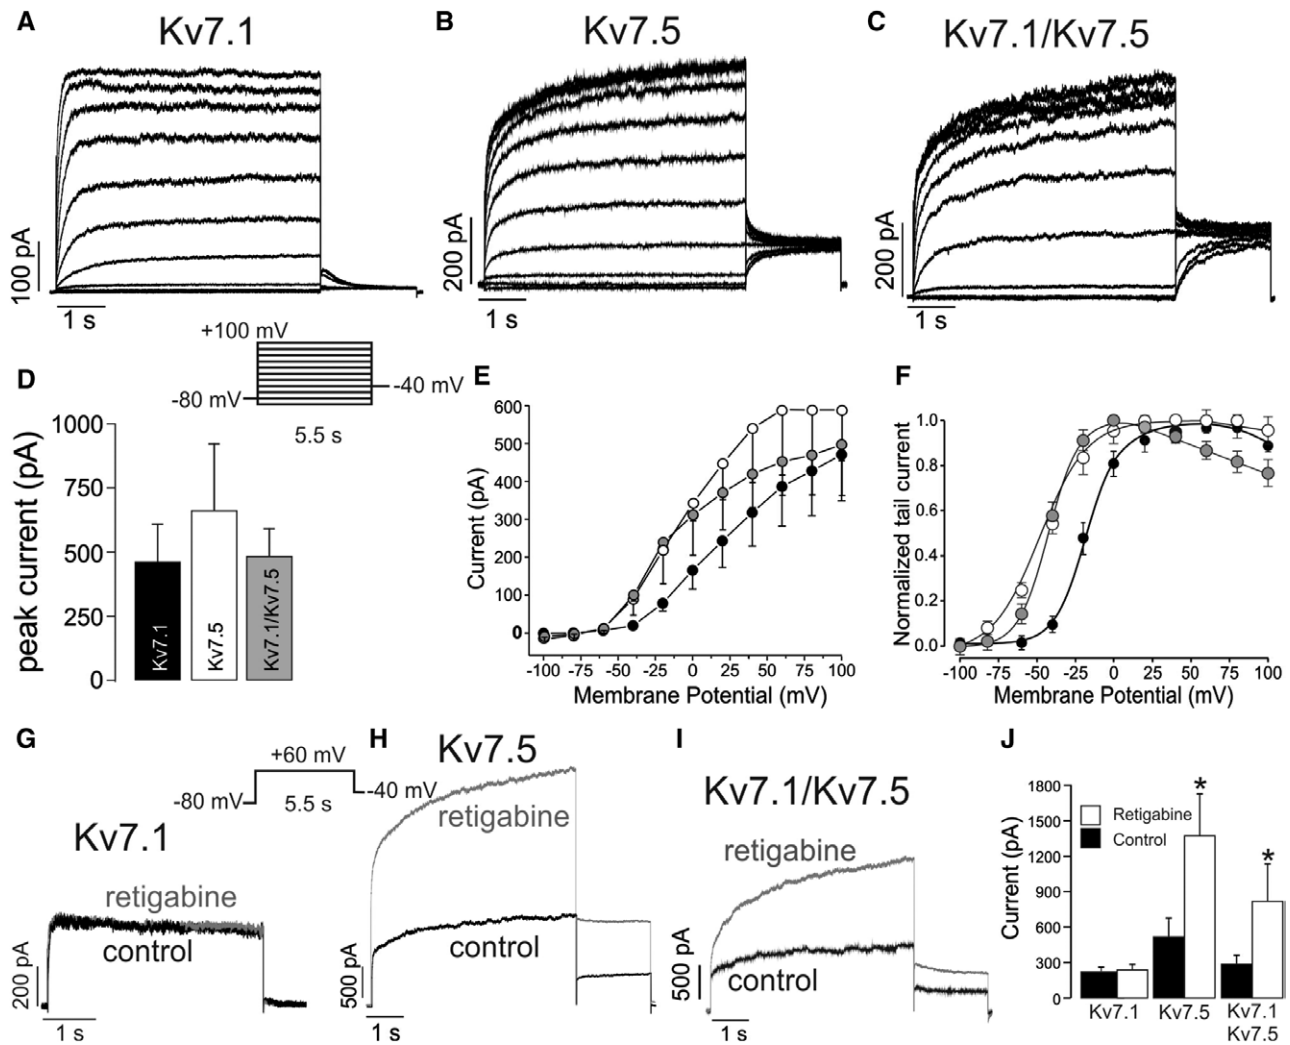 A
Kv7.1
B
Kv7.5
C
Kv7.1/Kv7.5
100 pA
1 s
200 pA
1 s
200 pA
1 s
+100 mV
-80 mV
-40 mV
5.5 s
D
peak current (pA)
1000
750
500
250
0
Kv7.1
Kv7.5
Kv7.1/Kv7.5
E
Current (pA)
600
500
400
300
200
100
0
-100 -75 -50 -25 0 25 50 75 100
Membrane Potential (mV)
F
Normalized tail current
1.0
0.8
0.6
0.4
0.2
0.0
-100 -75 -50 -25 0 25 50 75 100
Membrane Potential (mV)
G
+60 mV
-80 mV
-40 mV
5.5 s
Kv7.1
retigabine
control
200 pA
1 s
H
Kv7.5
retigabine
control
500 pA
1 s
I
Kv7.1/Kv7.5
retigabine
control
500 pA
1 s
J
Current (pA)
1800
1500
1200
900
600
300
0
Retigabine
Control
*
*
Kv7.1
Kv7.5
Kv7.1
Kv7.5